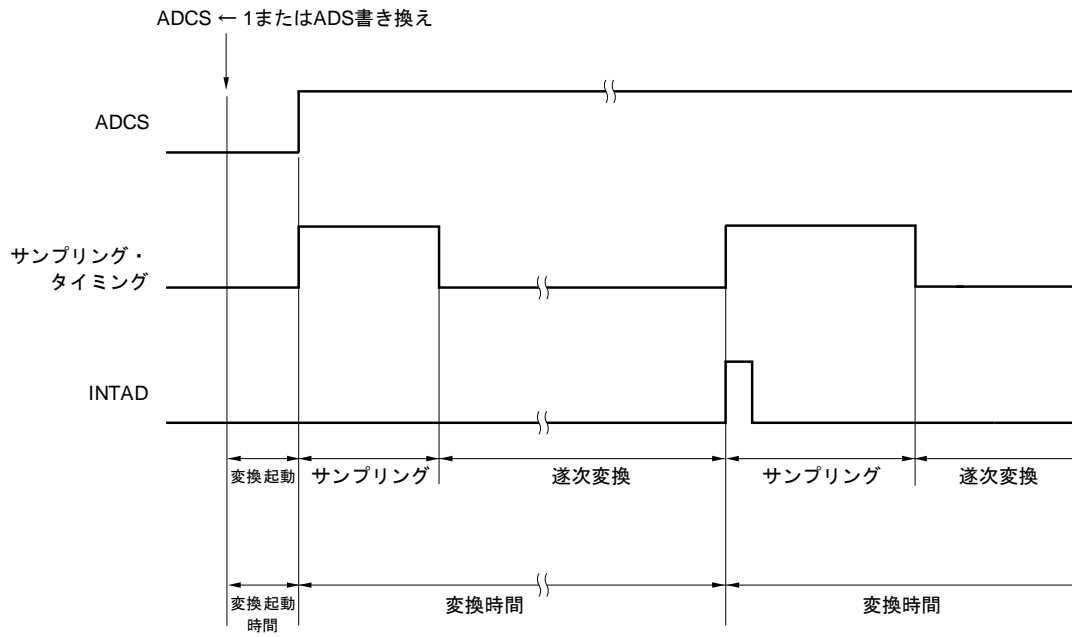 ADCS ← 1またはADS書き換え
ADCS
サンプリング・
タイミング
INTAD
変換起動
サンプリング
逐次変換
サンプリング
逐次変換
変換起動
時間
変換時間
変換時間